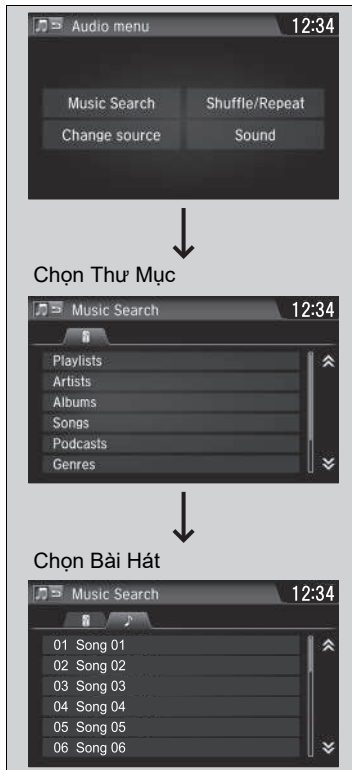 Audio menu 12:34
Music Search Shuffle/Repeat
Change source Sound
Chọn Thư Mục
Music Search 12:34
Playlists
Artists
Albums
Songs
Podcasts
Genres
Chọn Bài Hát
Music Search 12:34
01 Song 01
02 Song 02
03 Song 03
04 Song 04
05 Song 05
06 Song 06